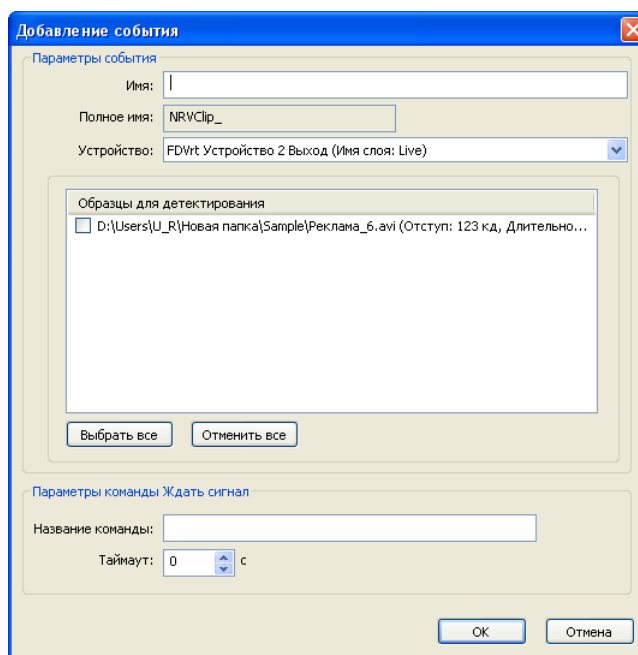 Добавление события
Параметры события
Имя:
Полное имя: NRVClip_
Устройство: FDVrt Устройство 2 Выход (Имя слоя: Live)
Образцы для детектирования
D:\Users\U_R\Новая папка\Sample\Реклама_6.avi (Отступ: 123 кд, Длительно...
Выбрать все Отменить все
Параметры команды Ждать сигнал
Название команды:
Таймаут: 0 с
OK Отмена